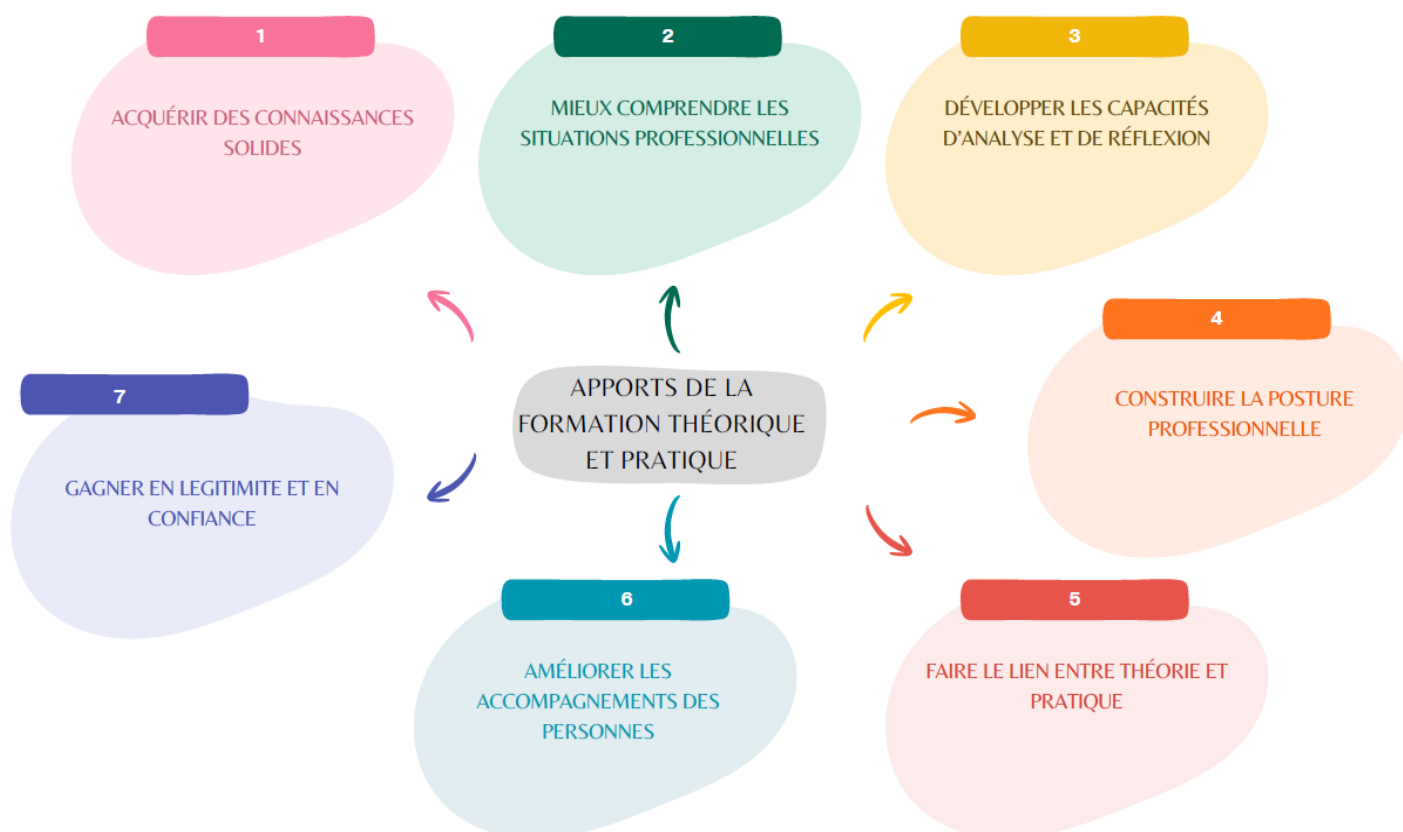 1
ACQUÉRIR DES CONNAISSANCES
SOLIDES
2
MIEUX COMPRENDRE LES
SITUATIONS PROFESSIONNELLES
3
DÉVELOPPER LES CAPACITÉS
D'ANALYSE ET DE RÉFLEXION
4
CONSTRUIRE LA POSTURE
PROFESSIONNELLE
APPORTS DE LA
FORMATION THÉORIQUE
ET PRATIQUE
7
GAGNER EN LEGITIMITE ET EN
CONFIANCE
6
AMÉLIORER LES
ACCOMPAGNEMENTS DES
PERSONNES
5
FAIRE LE LIEN ENTRE THÉORIE ET
PRATIQUE